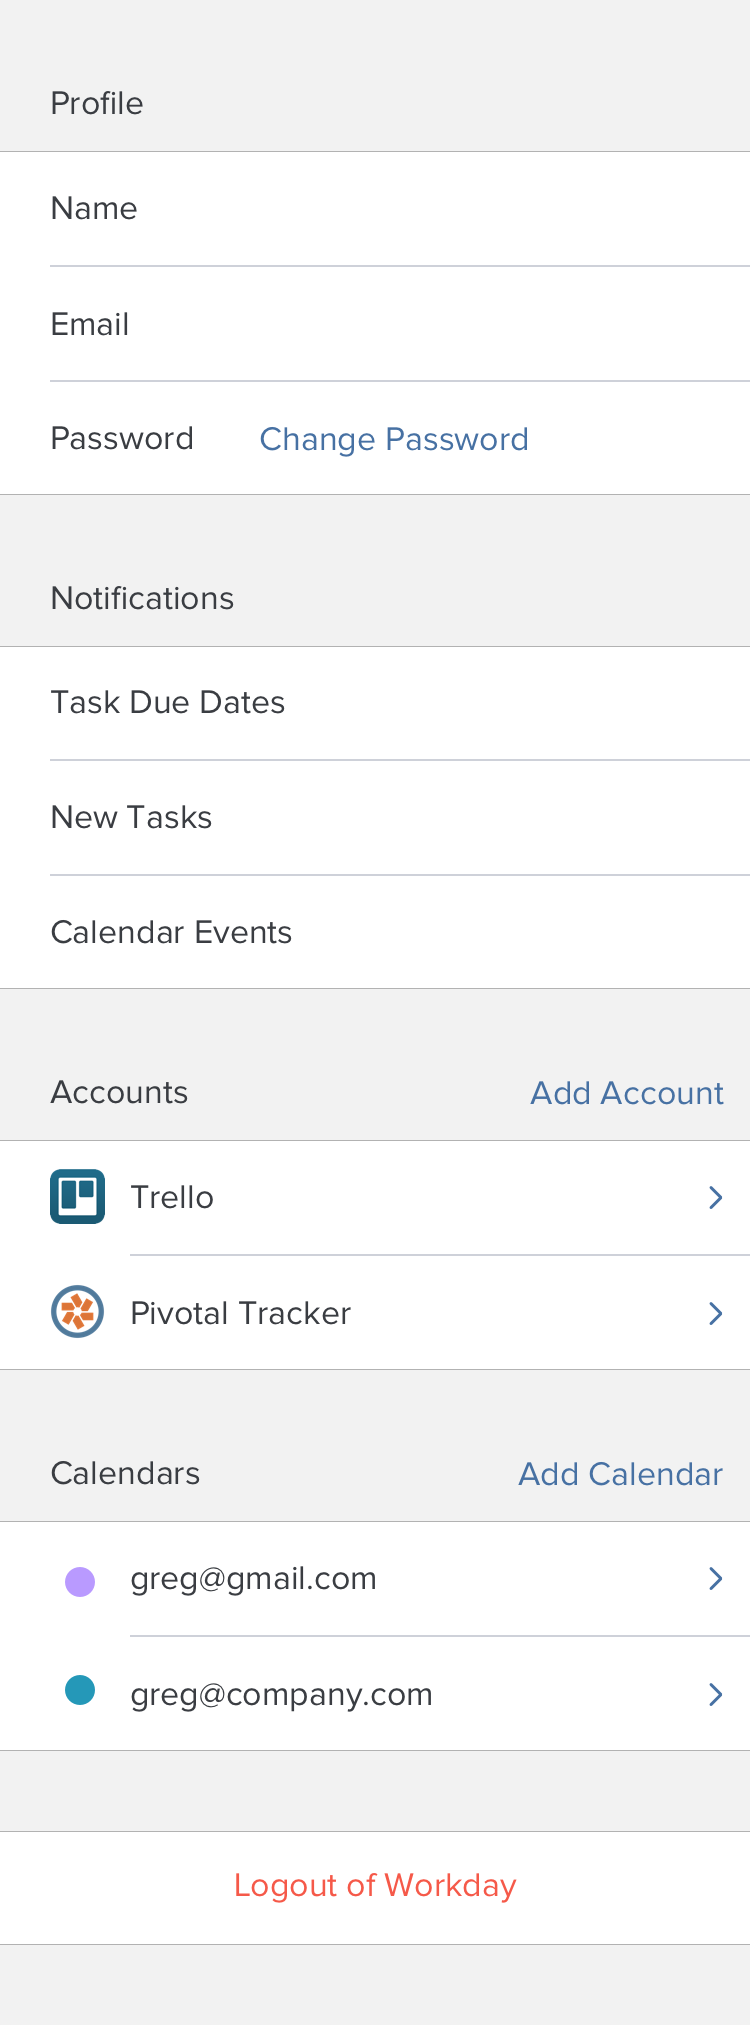 Profile
Name
Email
Password Change Password
Notifications
Task Due Dates
New Tasks
Calendar Events
Accounts Add Account
Trello
Pivotal Tracker
Calendars Add Calendar
greg@gmail.com
greg@company.com
Logout of Workday